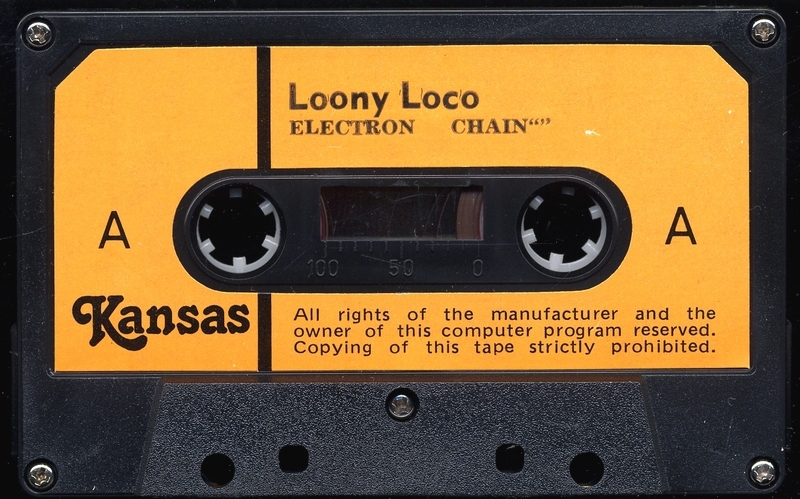 Loony Loco
ELECTRON CHAIN“”
A
A
100 50 0
Kansas
All rights of the manufacturer and the
owner of this computer program reserved.
Copying of this tape strictly prohibited.